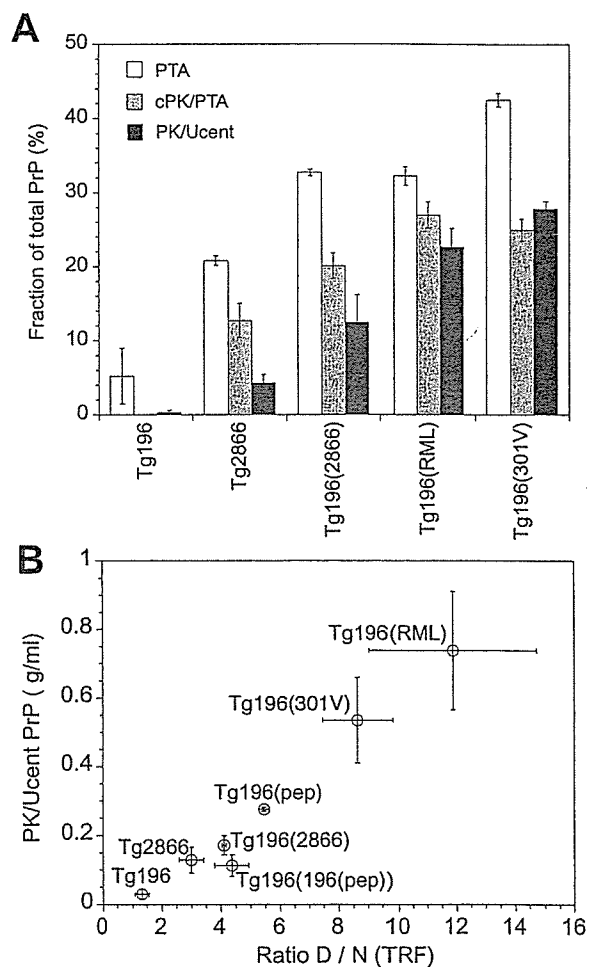 A
50
40
30
20
10
0
Fraction of total PrP (%)
PTA
cPK/PTA
PK/Ucent
Tg196
Tg2866
Tg196(2866)
Tg196(RML)
Tg196(301V)
B
1
0.8
0.6
0.4
0.2
0
PK/Ucent PrP ( g/ml)
Tg196(RML)
Tg196(301V)
Tg196(pep)
Tg2866
Tg196(2866)
Tg196
Tg196(196(pep))
0 2 4 6 8 10 12 14 16
Ratio D / N (TRF)